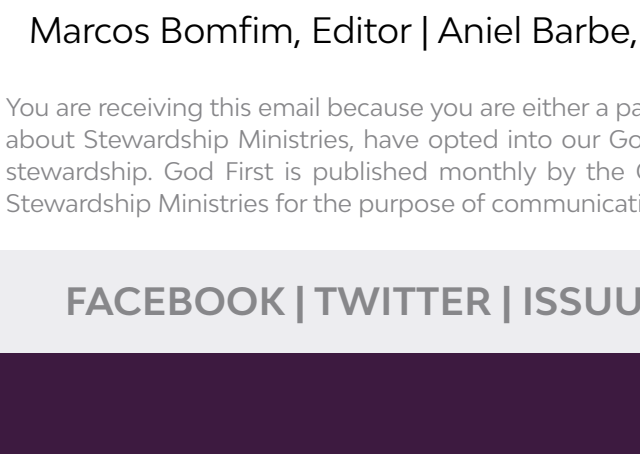 Marcos Bomfim, Editor | Aniel Barbe,
You are receiving this email because you are either a pa
about Stewardship Ministries, have opted into our Go
stewardship. God First is published monthly by the
Stewardship Ministries for the purpose of communicati
FACEBOOK | TWITTER | ISSUU